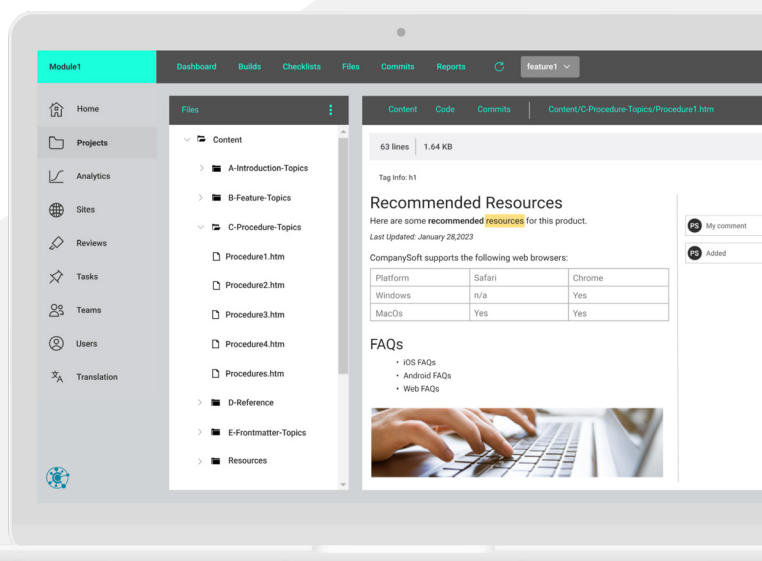 Module1
Dashboard Builds Checklists Files Commits Reports feature1
Home
Projects
Analytics
Sites
Reviews
Tasks
Teams
Users
Translation
Files
Content
A-Introduction-Topics
B-Feature-Topics
C-Procedure-Topics
Procedure1.htm
Procedure2.htm
Procedure3.htm
Procedure4.htm
Procedures.htm
D-Reference
E-Frontmatter-Topics
Resources
Content Code Commits Content/C-Procedure-Topics/Procedure1.htm
63 lines 1.64 KB
Tag Info: h1
Recommended Resources
Here are some recommended resources for this product.
Last Updated: January 28,2023
CompanySoft supports the following web browsers:
Platform Safari Chrome
Windows n/a Yes
MacOs Yes Yes
FAQs
• iOS FAQs
• Android FAQs
• Web FAQs
PS My comment
PS Added